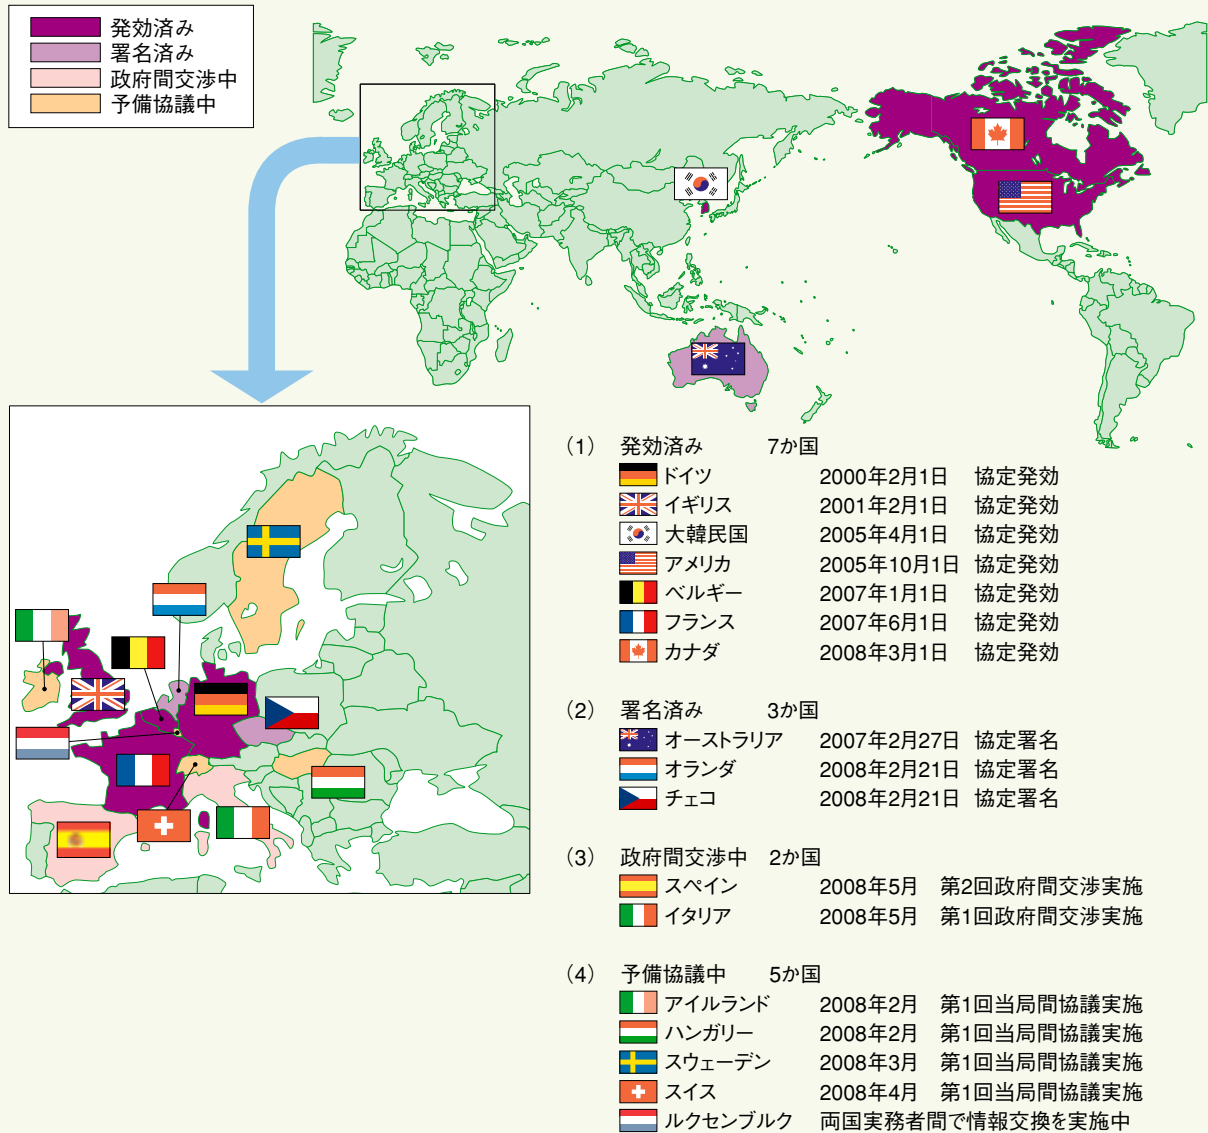 発効済み
署名済み
政府間交渉中
予備協議中
（1） 発効済み 7か国
ドイツ 2000年2月1日 協定発効
イギリス 2001年2月1日 協定発効
大韓民国 2005年4月1日 協定発効
アメリカ 2005年10月1日 協定発効
ベルギー 2007年1月1日 協定発効
フランス 2007年6月1日 協定発効
カナダ 2008年3月1日 協定発効
（2） 署名済み 3か国
オーストラリア 2007年2月27日 協定署名
オランダ 2008年2月21日 協定署名
チェコ 2008年2月21日 協定署名
（3） 政府間交渉中 2か国
スペイン 2008年5月 第2回政府間交渉実施
イタリア 2008年5月 第1回政府間交渉実施
（4） 予備協議中 5か国
アイルランド 2008年2月 第1回当局間協議実施
ハンガリー 2008年2月 第1回当局間協議実施
スウェーデン 2008年3月 第1回当局間協議実施
スイス 2008年4月 第1回当局間協議実施
ルクセンブルク 両国実務者間で情報交換を実施中